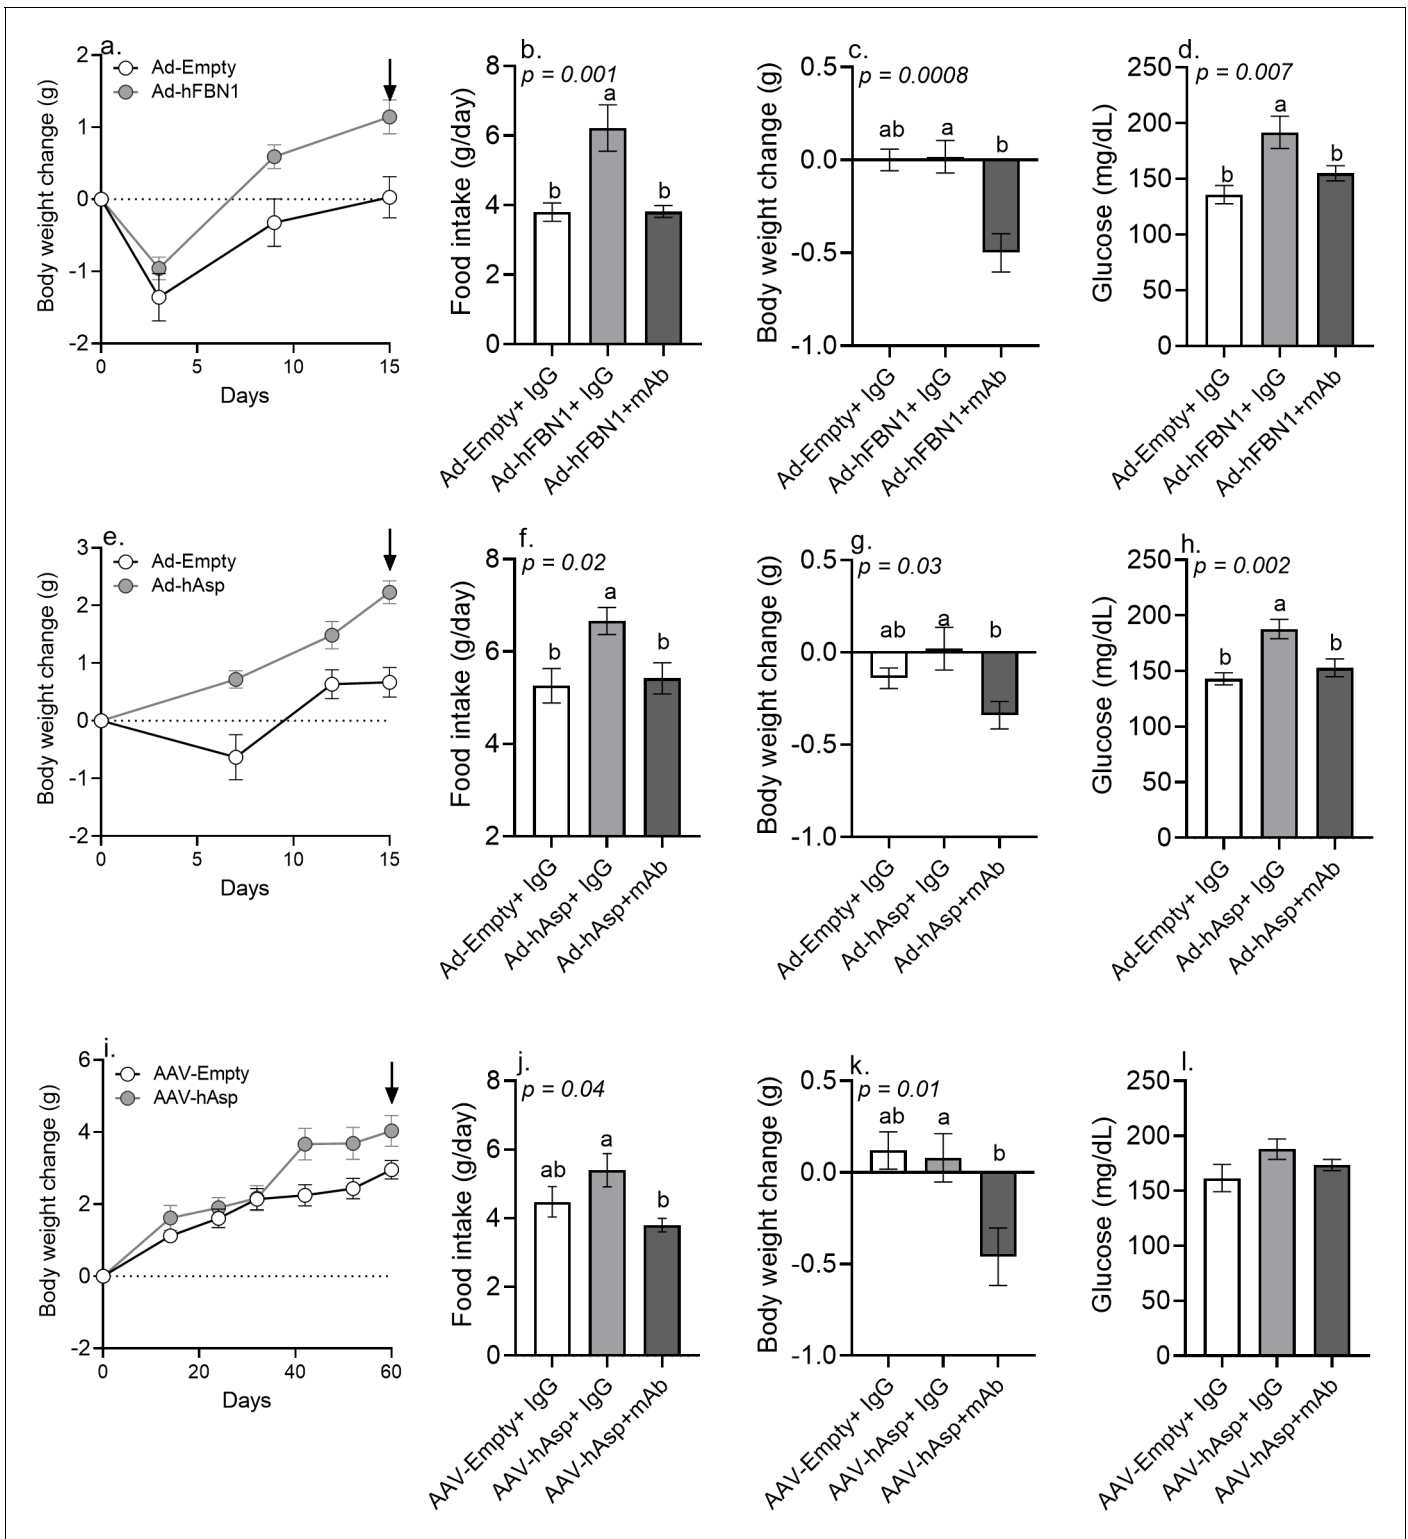 a.
Ad-Empty
Ad-hFBN1
Body weight change (g)
2
1
0
-1
-2
0
5
10
15
Days
b.
p = 0.001
Food intake (g/day)
8
6
4
2
0
b
a
b
Ad-Empty+ IgG
Ad-hFBN1+ IgG
Ad-hFBN1+mAb
c.
p = 0.0008
Body weight change (g)
0.5
0.0
-0.5
-1.0
ab
a
b
Ad-Empty+ IgG
Ad-hFBN1+ IgG
Ad-hFBN1+mAb
d.
p = 0.007
Glucose (mg/dL)
250
200
150
100
50
0
b
a
b
Ad-Empty+ IgG
Ad-hFBN1+ IgG
Ad-hFBN1+mAb
e.
Ad-Empty
Ad-hAsp
Body weight change (g)
3
2
1
0
-1
-2
0
5
10
15
Days
f.
p = 0.02
Food intake (g/day)
8
6
4
2
b
a
b
Ad-Empty+ IgG
Ad-hAsp+ IgG
Ad-hAsp+mAb
g.
p = 0.03
Body weight change (g)
0.5
0.0
-0.5
-1.0
ab
a
b
Ad-Empty+ IgG
Ad-hAsp+ IgG
Ad-hAsp+mAb
h.
p = 0.002
Glucose (mg/dL)
250
200
150
100
50
0
b
a
b
Ad-Empty+ IgG
Ad-hAsp+ IgG
Ad-hAsp+mAb
i.
AAV-Empty
AAV-hAsp
Body weight change (g)
6
4
2
0
-2
0
20
40
60
Days
j.
p = 0.04
Food intake (g/day)
8
6
4
2
0
ab
a
b
AAV-Empty+ IgG
AAV-hAsp+ IgG
AAV-hAsp+mAb
k.
p = 0.01
Body weight change (g)
0.5
0.0
-0.5
-1.0
ab
a
b
AAV-Empty+ IgG
AAV-hAsp+ IgG
AAV-hAsp+mAb
l.
Glucose (mg/dL)
250
200
150
100
50
0
AAV-Empty+ IgG
AAV-hAsp+ IgG
AAV-hAsp+mAb